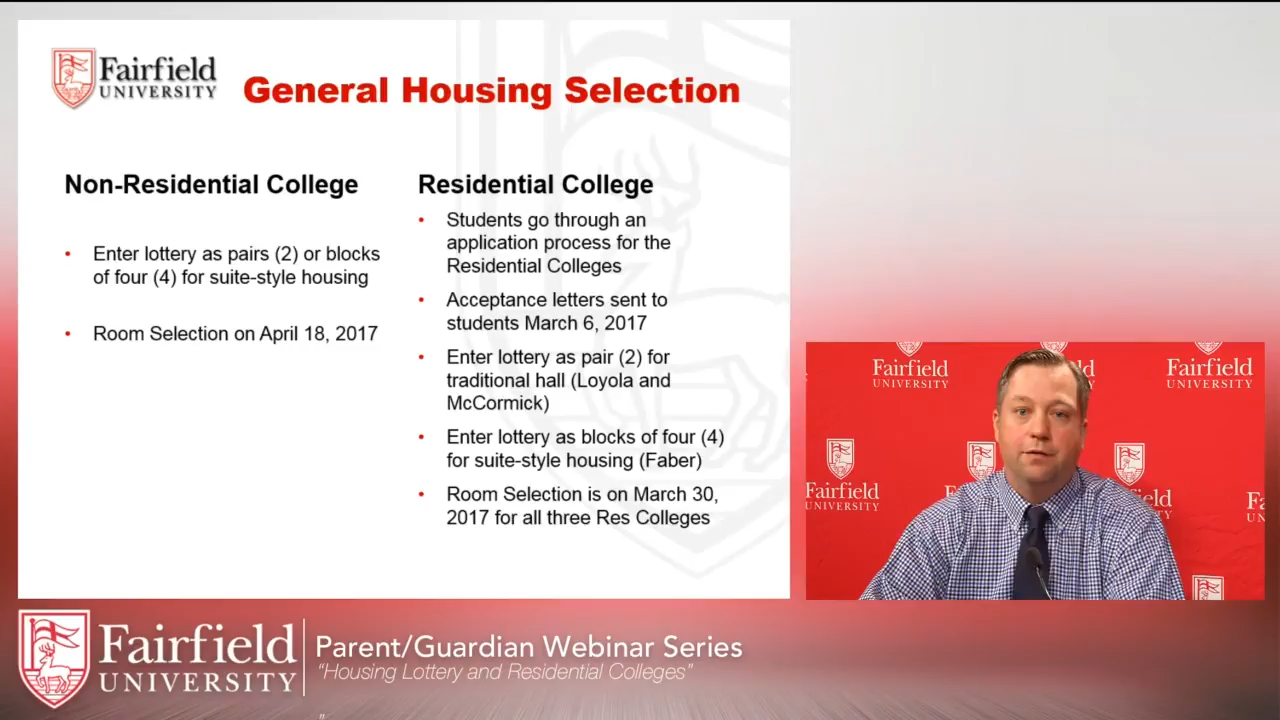 Fairfield
UNIVERSITY
General Housing Selection
Non-Residential College
• Enter lottery as pairs (2) or blocks
of four (4) for suite-style housing
• Room Selection on April 18, 2017
Residential College
• Students go through an
application process for the
Residential Colleges
• Acceptance letters sent to
students March 6, 2017
• Enter lottery as pair (2) for
traditional hall (Loyola and
McCormick)
• Enter lottery as blocks of four (4)
for suite-style housing (Faber)
• Room Selection is on March 30,
2017 for all three Res Colleges
Fairfield
UNIVERSITY
ld
Fairfield
UNIVERSITY
Fairfield
UNIVERSITY
field
TY
Fa
UN
Fairfield
UNIVERSITY
Parent/Guardian Webinar Series
"Housing Lottery and Residential Colleges"
"